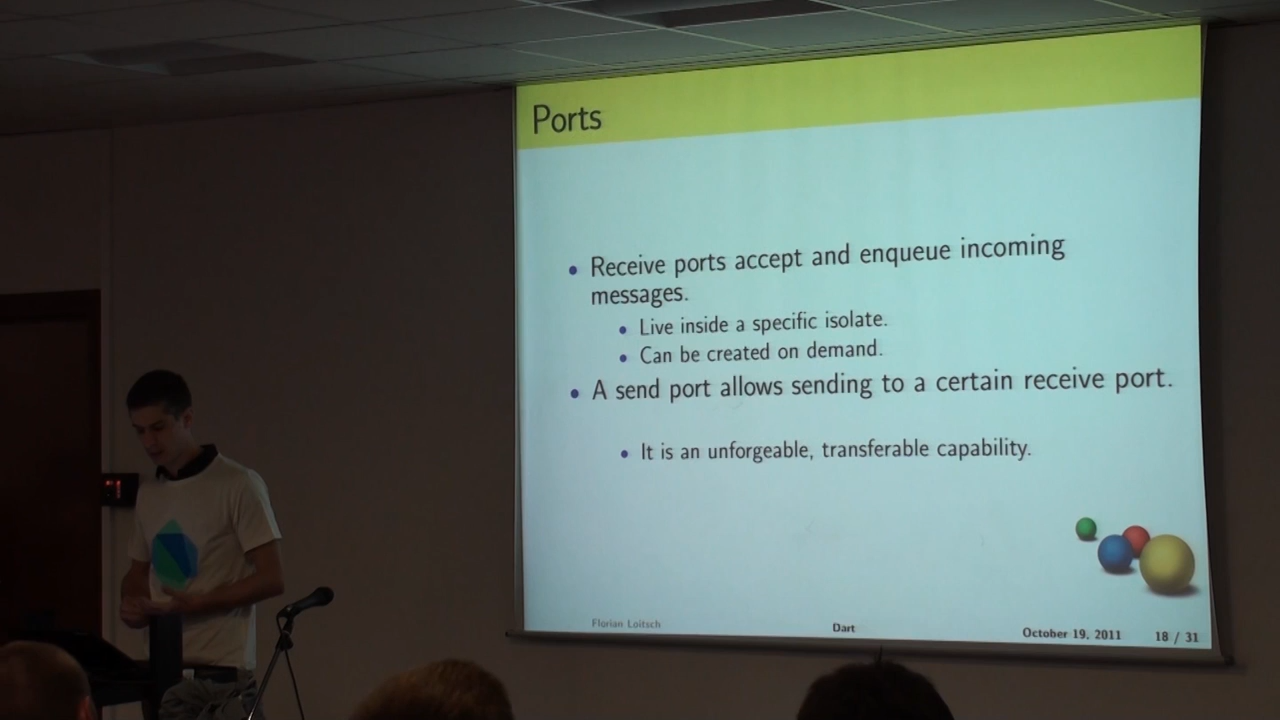 Ports
• Receive ports accept and enqueue incoming
messages.
• Live inside a specific isolate.
• Can be created on demand.
• A send port allows sending to a certain receive port.
• It is an unforgeable, transferable capability.
Florian Loitsch Dart October 19, 2011 18 / 31